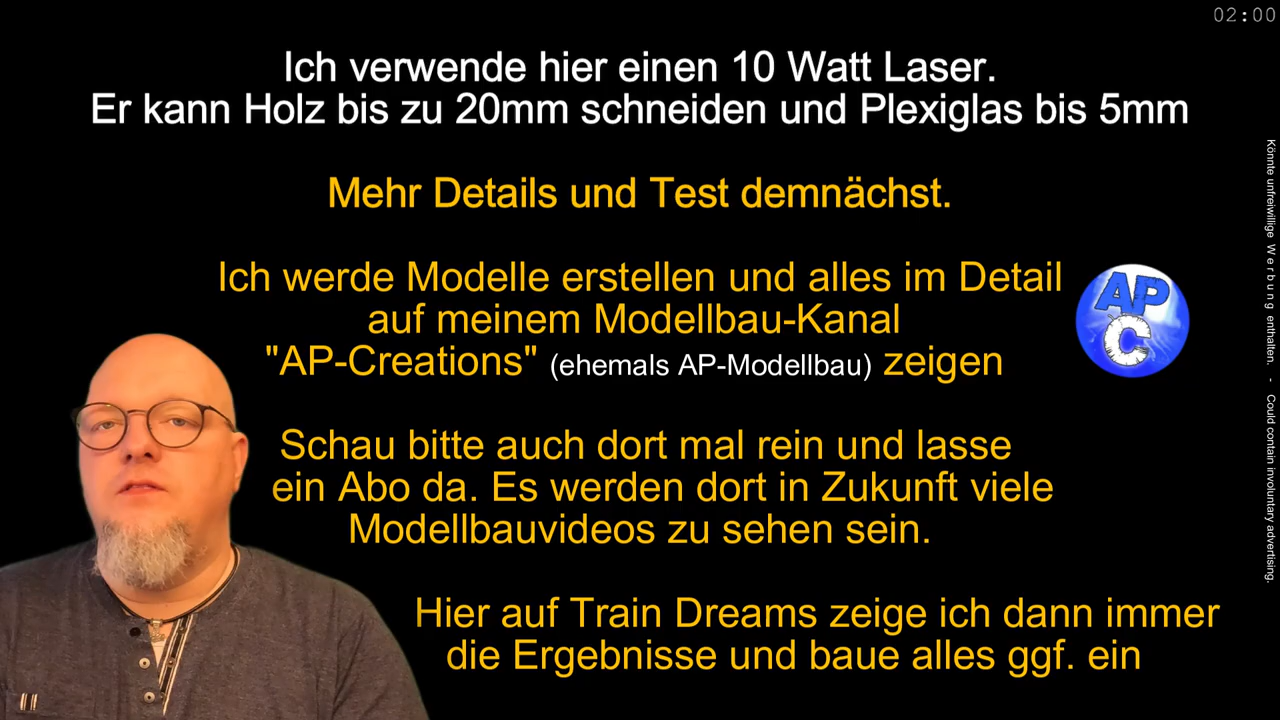 02:00
Ich verwende hier einen 10 Watt Laser.
Er kann Holz bis zu 20mm schneiden und Plexiglas bis 5mm
Mehr Details und Test demnächst.
Ich werde Modelle erstellen und alles im Detail
auf meinem Modellbau-Kanal
"AP-Creations" (ehemals AP-Modellbau) zeigen
AP
C
Schau bitte auch dort mal rein und lasse
ein Abo da. Es werden dort in Zukunft viele
Modellbauvideos zu sehen sein.
Hier auf Train Dreams zeige ich dann immer
die Ergebnisse und baue alles ggf. ein
Könnte unfreiwillige W e r b u n g enthalten. - Could contain involuntary advertising.